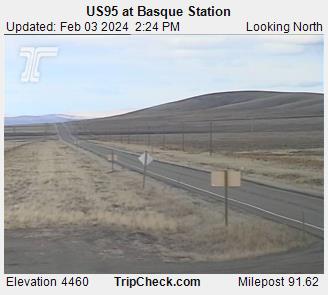 US95 at Basque Station
Updated: Feb 03 2024 2:24 PM Looking North
Elevation 4460 TripCheck.com Milepost 91.62